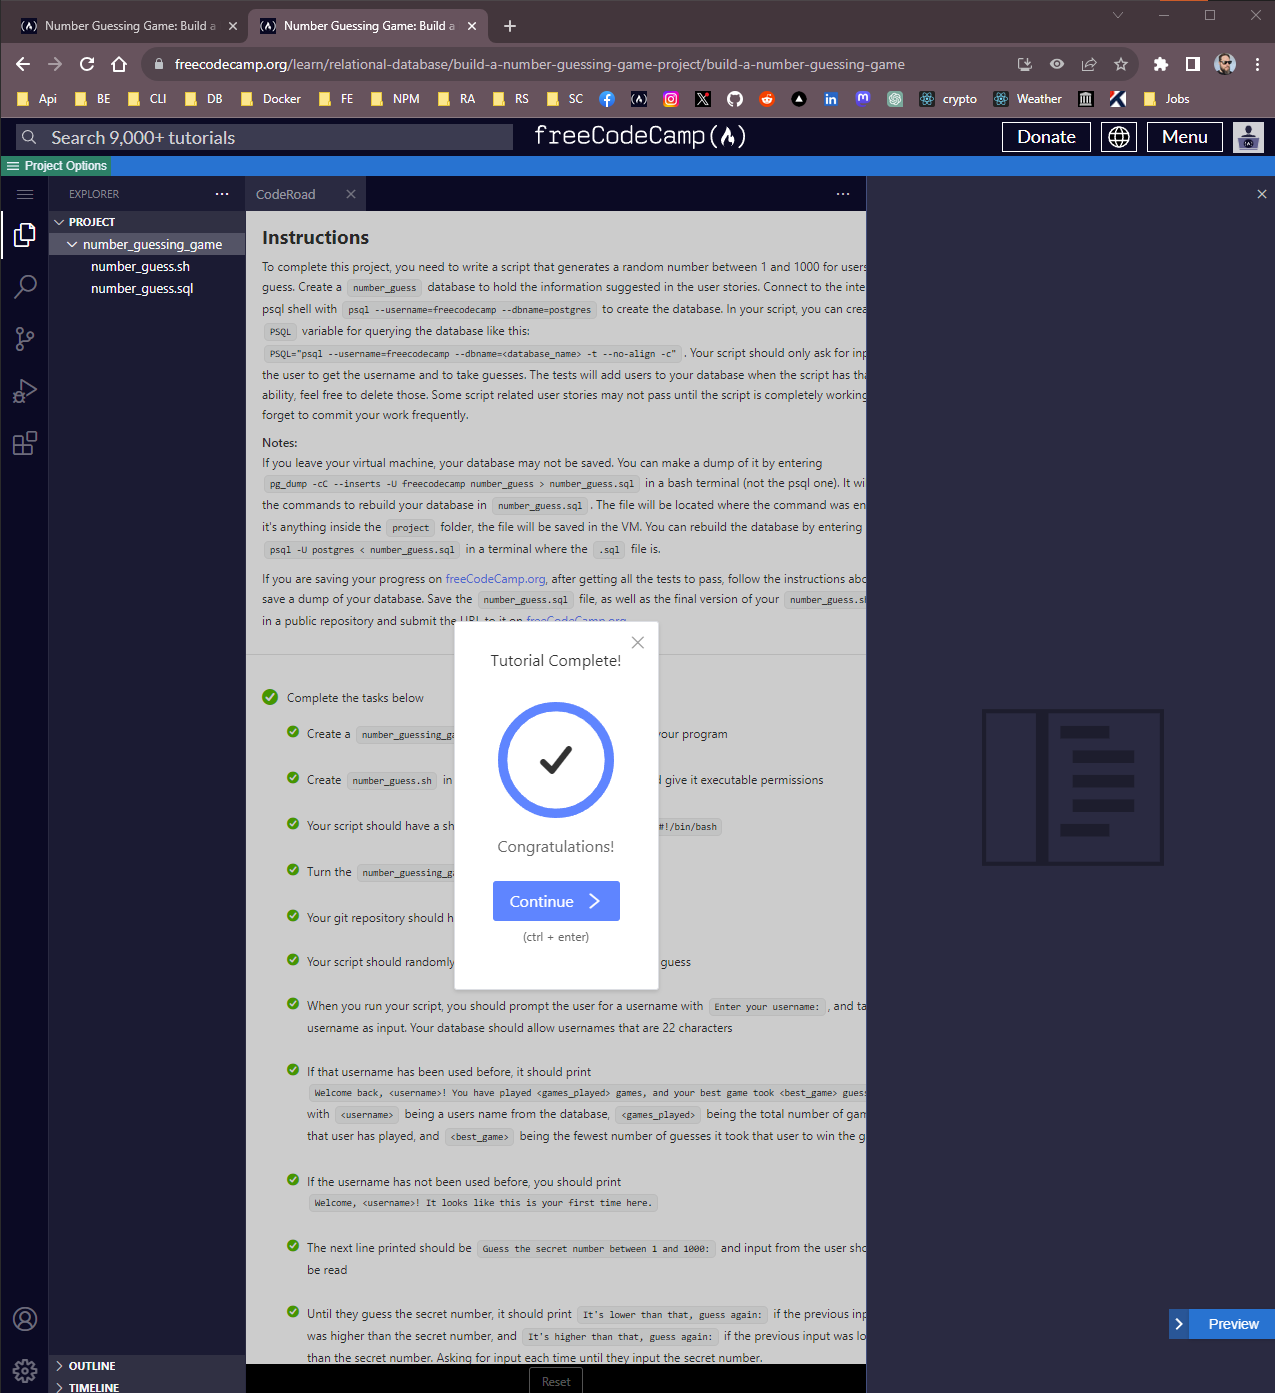 Number Guessing Game: Build a
Number Guessing Game: Build a
freecodecamp.org/learn/relational-database/build-a-number-guessing-game-project/build-a-number-guessing-game
Api BE CLI DB Docker FE NPM RA RS SC crypto Weather Jobs
Search 9,000+ tutorials freeCodeCamp Donate Menu
Project Options
EXPLORER
PROJECT
number_guessing_game
number_guess.sh
number_guess.sql
OUTLINE
TIMELINE
CodeRoad
Instructions
To complete this project, you need to write a script that generates a random number between 1 and 1000 for users
guess. Create a number_guess database to hold the information suggested in the user stories. Connect to the inte
psql shell with psql --username=freecodecamp --dbname=postgres to create the database. In your script, you can crea
PSQL variable for querying the database like this:
PSQL="psql --username=freecodecamp --dbname=<database_name> -t --no-align -c" . Your script should only ask for inp
the user to get the username and to take guesses. The tests will add users to your database when the script has tha
ability, feel free to delete those. Some script related user stories may not pass until the script is completely working
forget to commit your work frequently.
Notes:
If you leave your virtual machine, your database may not be saved. You can make a dump of it by entering
pg_dump -cC --inserts -U freecodecamp number_guess > number_guess.sql in a bash terminal (not the psql one). It wi
the commands to rebuild your database in number_guess.sql . The file will be located where the command was en
it's anything inside the project folder, the file will be saved in the VM. You can rebuild the database by entering
psql -U postgres < number_guess.sql in a terminal where the .sql file is.
If you are saving your progress on freeCodeCamp.org, after getting all the tests to pass, follow the instructions abo
save a dump of your database. Save the number_guess.sql file, as well as the final version of your number_guess.sh
in a public repository and submit the URL to it on freeCodeCamp.org
Complete the tasks below
Create a number_guessing_ga your program
Create number_guess.sh in d give it executable permissions
Your script should have a sh #!/bin/bash
Turn the number_guessing_ga
Your git repository should h
Your script should randomly guess
When you run your script, you should prompt the user for a username with Enter your username: , and ta
username as input. Your database should allow usernames that are 22 characters
If that username has been used before, it should print
Welcome back, <username>! You have played <games_played> games, and your best game took <best_game> guess
with <username> being a users name from the database, <games_played> being the total number of gam
that user has played, and <best_game> being the fewest number of guesses it took that user to win the g
If the username has not been used before, you should print
Welcome, <username>! It looks like this is your first time here.
The next line printed should be Guess the secret number between 1 and 1000: and input from the user sho
be read
Until they guess the secret number, it should print It's lower than that, guess again: if the previous inp
was higher than the secret number, and It's higher than that, guess again: if the previous input was lo
than the secret number. Asking for input each time until they input the secret number.
Reset
Tutorial Complete!
Congratulations!
Continue
(ctrl + enter)
Preview